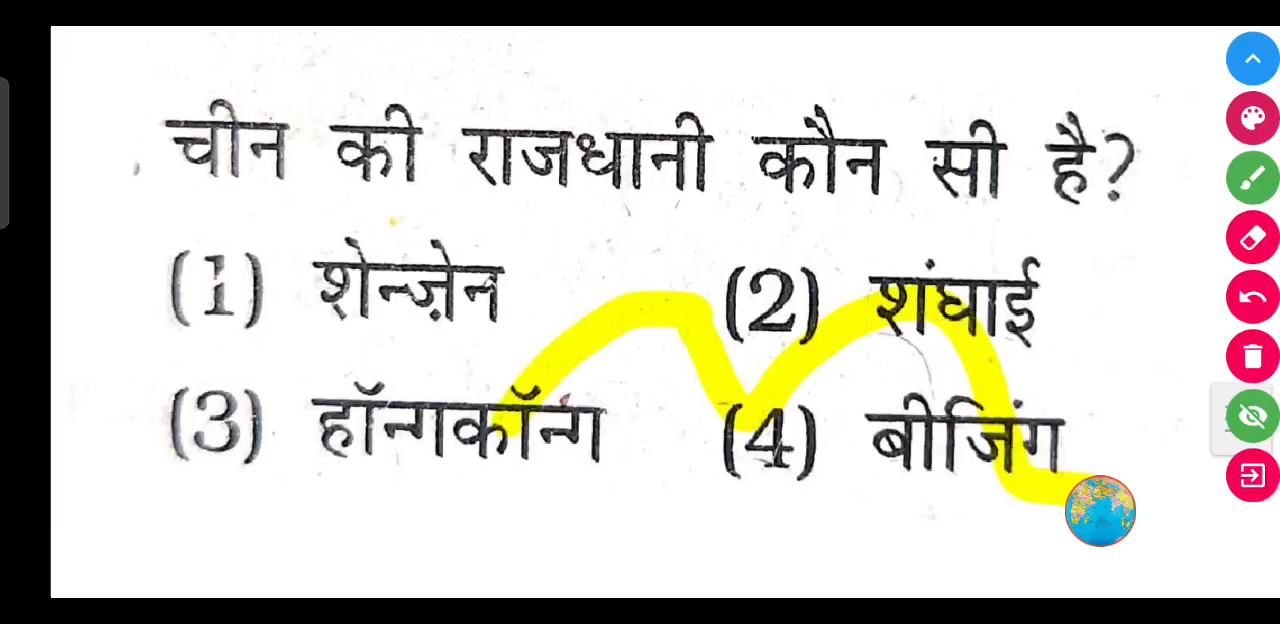 चीन की राजधानी कौन सी है?
(1) शेन्ज़ेन (2) शंघाई
(3) हॉन्गकॉन्ग (4) बीजिंग